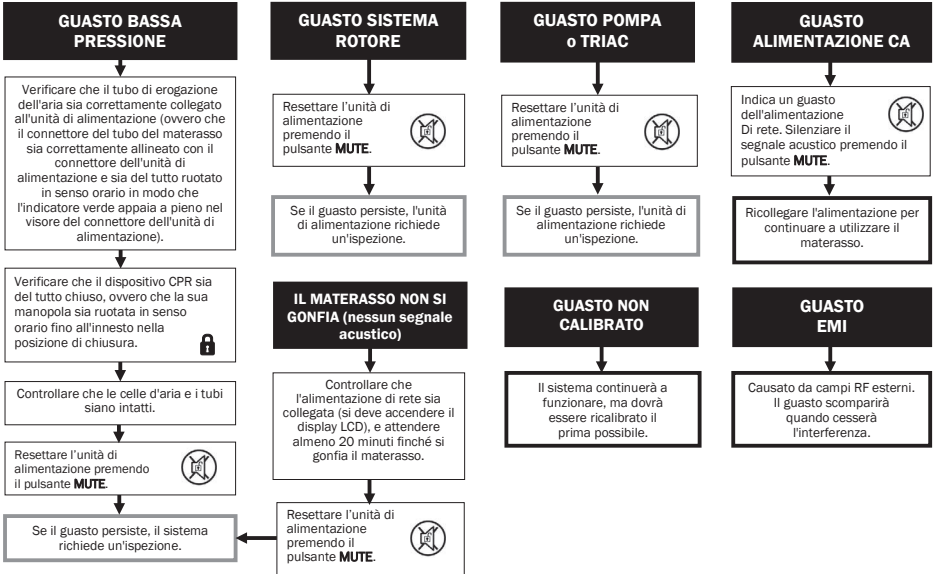 GUASTO BASSA
PRESSIONE
Verificare che il tubo di erogazione
dell'aria sia correttamente collegato
all'unità di alimentazione (ovvero che
il connettore del tubo del materasso
sia correttamente allineato con il
connettore dell'unità di
alimentazione e sia del tutto ruotato
in senso orario in modo che
l'indicatore verde appaia a pieno nel
visore del connettore dell'unità di
alimentazione).
Verificare che il dispositivo CPR sia
del tutto chiuso, ovvero che la sua
manopola sia ruotata in senso
orario fino all'innesto nella
posizione di chiusura.
Controllare che le celle d'aria e i tubi
siano intatti.
Resettare l'unità di
alimentazione premendo
il pulsante MUTE.
Se il guasto persiste, il sistema
richiede un'ispezione.
GUASTO SISTEMA
ROTORE
Resettare l'unità di
alimentazione
premendo il
pulsante MUTE.
Se il guasto persiste, l'unità
di alimentazione richiede
un'ispezione.
IL MATERASSO NON SI
GONFIA (nessun segnale
acustico)
Controllare che
l'alimentazione di rete sia
collegata (si deve accendere il
display LCD), e attendere
almeno 20 minuti finché si
gonfia il materasso.
Resettare l'unità di
alimentazione
premendo il
pulsante MUTE.
GUASTO POMPA
o TRIAC
Resettare l'unità di
alimentazione
premendo il
pulsante MUTE.
Se il guasto persiste, l'unità di
alimentazione richiede
un'ispezione.
GUASTO NON
CALIBRATO
Il sistema continuerà a
funzionare, ma dovrà
essere ricalibrato il
prima possibile.
GUASTO
ALIMENTAZIONE CA
Indica un guasto
dell'alimentazione
Di rete. Silenziare il
segnale acustico premendo il
pulsante MUTE.
Ricollegare l'alimentazione per
continuare a utilizzare il
materasso.
GUASTO
EMI
Causato da campi RF esterni.
Il guasto scomparirà
quando cesserà
l'interferenza.